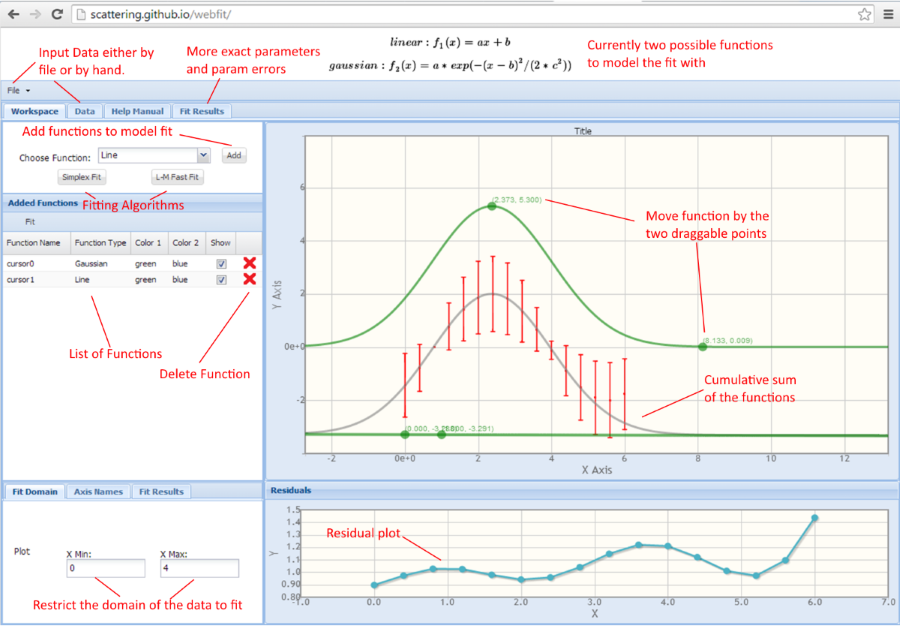 scattering.github.io/webfit/
Input Data either by
file or by hand.
More exact parameters
and param errors
linear : f₁(x) = ax + b
gaussian : f₂(x) = a * exp(−(x − b)²/(2 * c²))
Currently two possible functions
to model the fit with
File
Workspace Data Help Manual Fit Results
Add functions to model fit
Choose Function: Line Add
Simplex Fit L-M Fast Fit
Fitting Algorithms
Added Functions
Fit
Function Name Function Type Color 1 Color 2 Show
cursor0 Gaussian green blue
cursor1 Line green blue
List of Functions
Delete Function
Title
(2.373, 5.300)
Move function by the
two draggable points
(8.133, 0.009)
Cumulative sum
of the functions
-3.291)
6
4
2
0e+0
-2
Y Axis
-2 0e+0 2 4 6 8 10 12
X Axis
Fit Domain Axis Names Fit Results
Plot
X Min: X Max:
0 4
Restrict the domain of the data to fit
Residuals
Residual plot
1.5
1.4
1.3
1.2
1.1
1.0
0.90
0.80
Y
-1.0 0.0 1.0 2.0 3.0 4.0 5.0 6.0 7.0
X